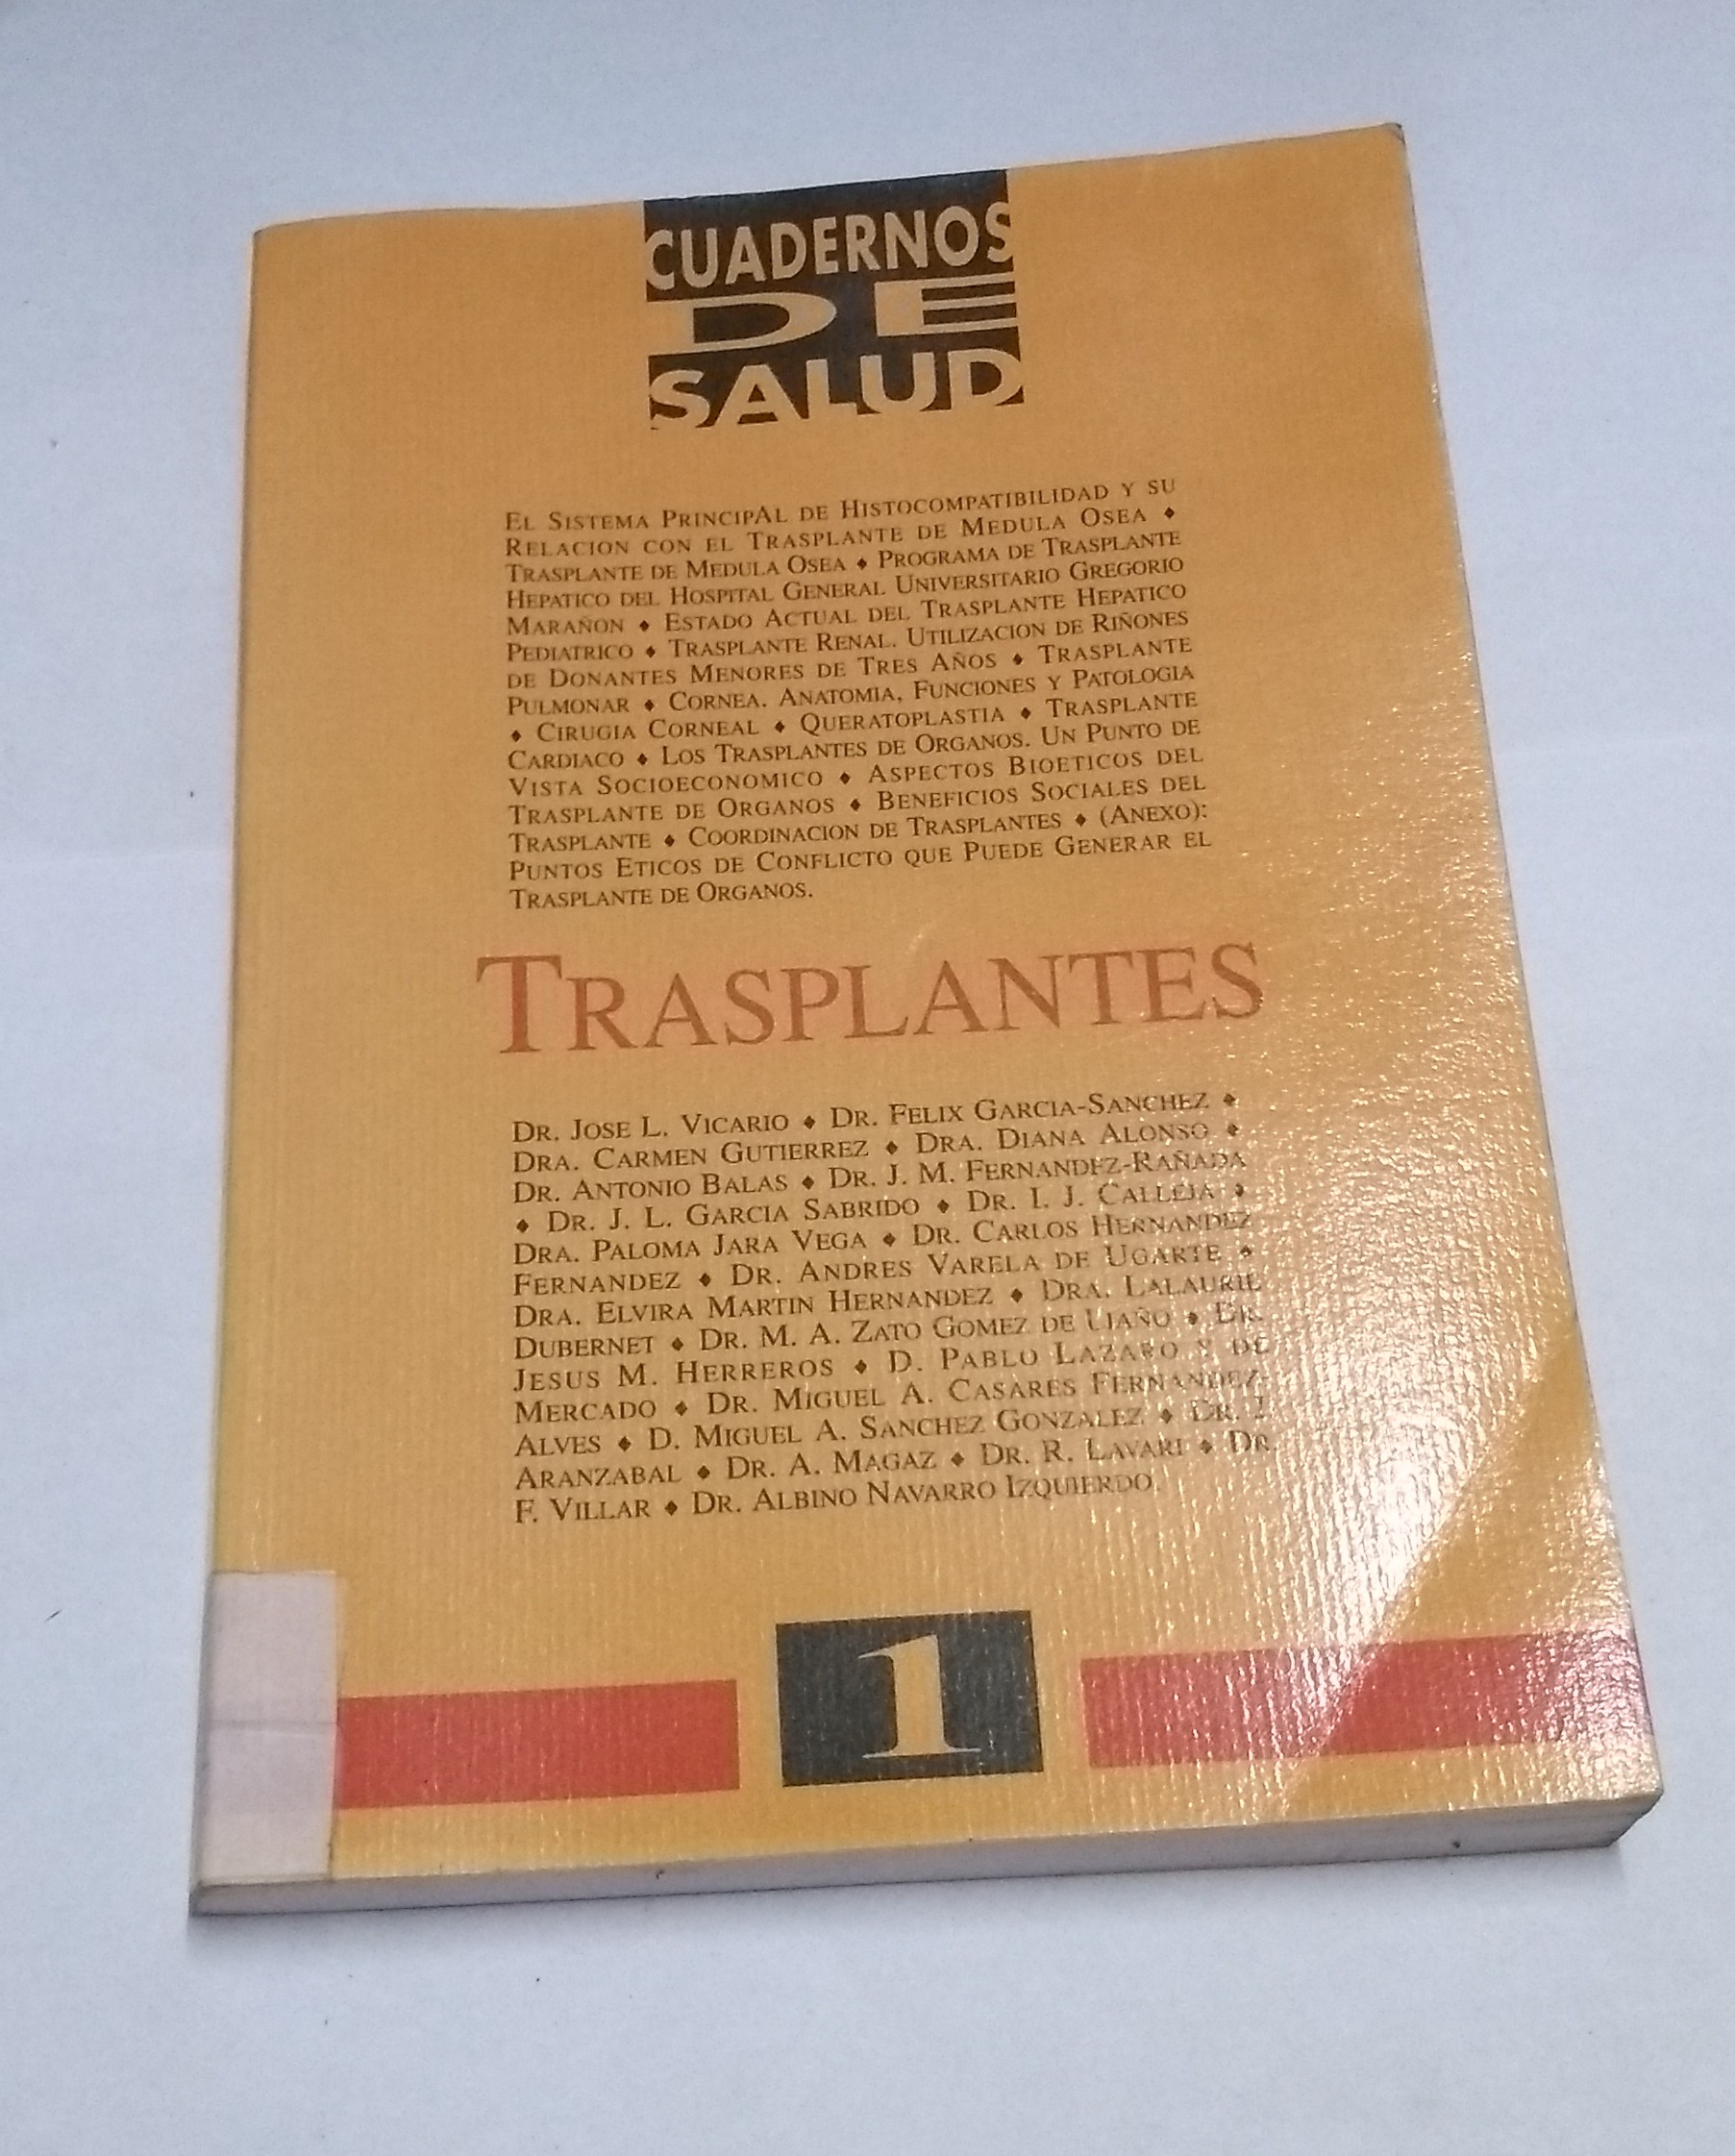 CUADERNOS
DE
SALUD
EL SISTEMA PRINCIPAL DE HISTOCOMPATIBILIDAD Y SU
RELACION CON EL TRASPLANTE DE MEDULA OSEA ♦
TRASPLANTE DE MEDULA OSEA ♦ PROGRAMA DE TRASPLANTE
HEPATICO DEL HOSPITAL GENERAL UNIVERSITARIO GREGORIO
MARAÑON ♦ ESTADO ACTUAL DEL TRASPLANTE HEPATICO
PEDIATRICO ♦ TRASPLANTE RENAL. UTILIZACION DE RIÑONES
DE DONANTES MENORES DE TRES AÑOS ♦ TRASPLANTE
PULMONAR ♦ CORNEA. ANATOMIA, FUNCIONES Y PATOLOGIA
♦ CIRUGIA CORNEAL ♦ QUERATOPLASTIA ♦ TRASPLANTE
CARDIACO ♦ LOS TRASPLANTES DE ORGANOS. UN PUNTO DE
VISTA SOCIOECONOMICO ♦ ASPECTOS BIOETICOS DEL
TRASPLANTE DE ORGANOS ♦ BENEFICIOS SOCIALES DEL
TRASPLANTE ♦ COORDINACION DE TRASPLANTES ♦ (ANEXO):
PUNTOS ETICOS DE CONFLICTO QUE PUEDE GENERAR EL
TRASPLANTE DE ORGANOS.
TRASPLANTES
DR. JOSE L. VICARIO ♦ DR. FELIX GARCIA-SANCHEZ ♦
DRA. CARMEN GUTIERREZ ♦ DRA. DIANA ALONSO ♦
DR. ANTONIO BALAS ♦ DR. J. M. FERNANDEZ-RAÑADA
♦ DR. J. L. GARCIA SABRIDO ♦ DR. I. J. CALLEJA ♦
DRA. PALOMA JARA VEGA ♦ DR. CARLOS HERNANDEZ
FERNANDEZ ♦ DR. ANDRES VARELA DE UGARTE ♦
DRA. ELVIRA MARTIN HERNANDEZ ♦ DRA. LALAURIE
DUBERNET ♦ DR. M. A. ZATO GOMEZ DE LIAÑO ♦ DR.
JESUS M. HERREROS ♦ D. PABLO LAZARO Y DE
MERCADO ♦ DR. MIGUEL A. CASARES FERNANDEZ-
ALVES ♦ D. MIGUEL A. SANCHEZ GONZALEZ ♦ DR.
ARANZABAL ♦ DR. A. MAGAZ ♦ DR. R. LAVARI ♦ DR.
F. VILLAR ♦ DR. ALBINO NAVARRO IZQUIERDO.
1